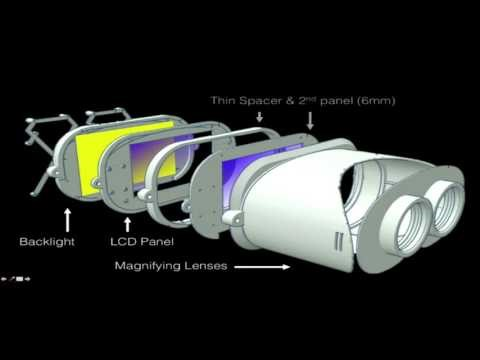 Thin Spacer & 2nd panel (6mm)
Backlight
LCD Panel
Magnifying Lenses